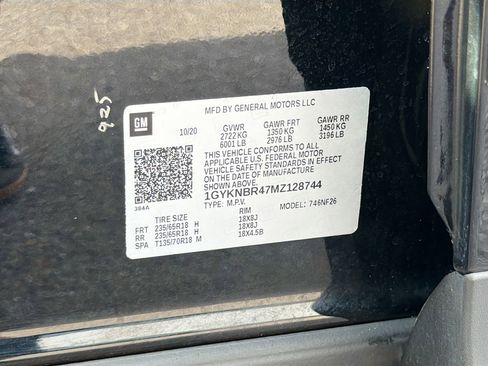 925
MFD BY GENERAL MOTORS LLC
GM
10/20
GVWR GAWR FRT GAWR RR
2722 KG 1350 KG 1450 KG
6001 LB 2976 LB 3196 LB
THIS VEHICLE CONFORMS TO ALL
APPLICABLE U.S. FEDERAL MOTOR
VEHICLE SAFETY STANDARDS IN
EFFECT ON THE DATE OF MANUFACTURE
SHOWN ABOVE.
1GYKNBR47MZ128744
TYPE: M.P.V. MODEL: 746NF26
384A
TIRE SIZE RIM
FRT 235/65R18 H 18X8J
RR 235/65R18 H 18X8J
SPA T135/70R18 M 18X4.5B